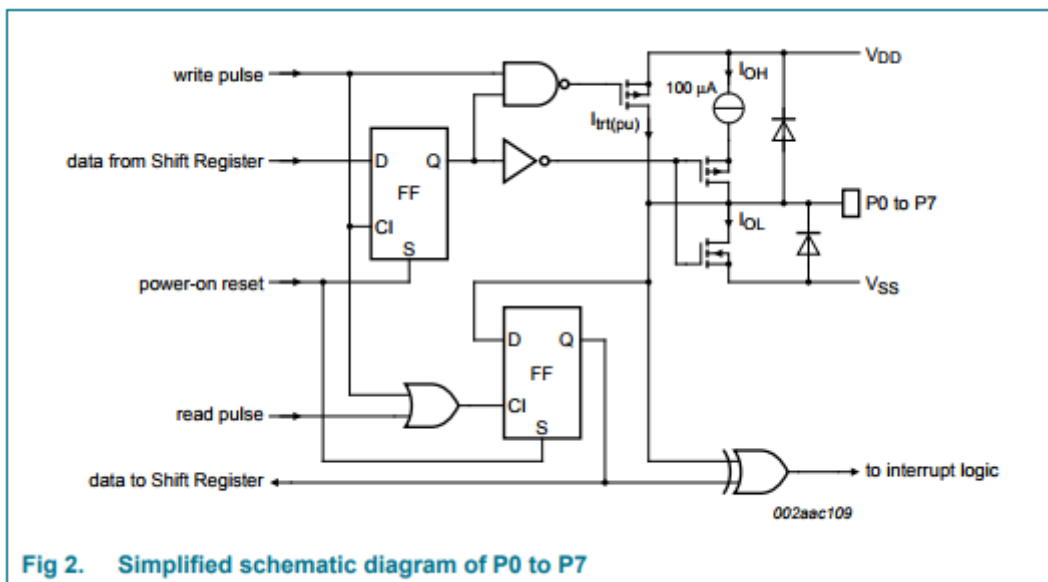 write pulse
data from Shift Register
power-on reset
read pulse
data to Shift Register
D Q
FF
CI
S
D Q
FF
CI
S
VDD
IOH
100 μA
Itrt(pu)
P0 to P7
IOL
VSS
to interrupt logic
002aac109
Fig 2. Simplified schematic diagram of P0 to P7